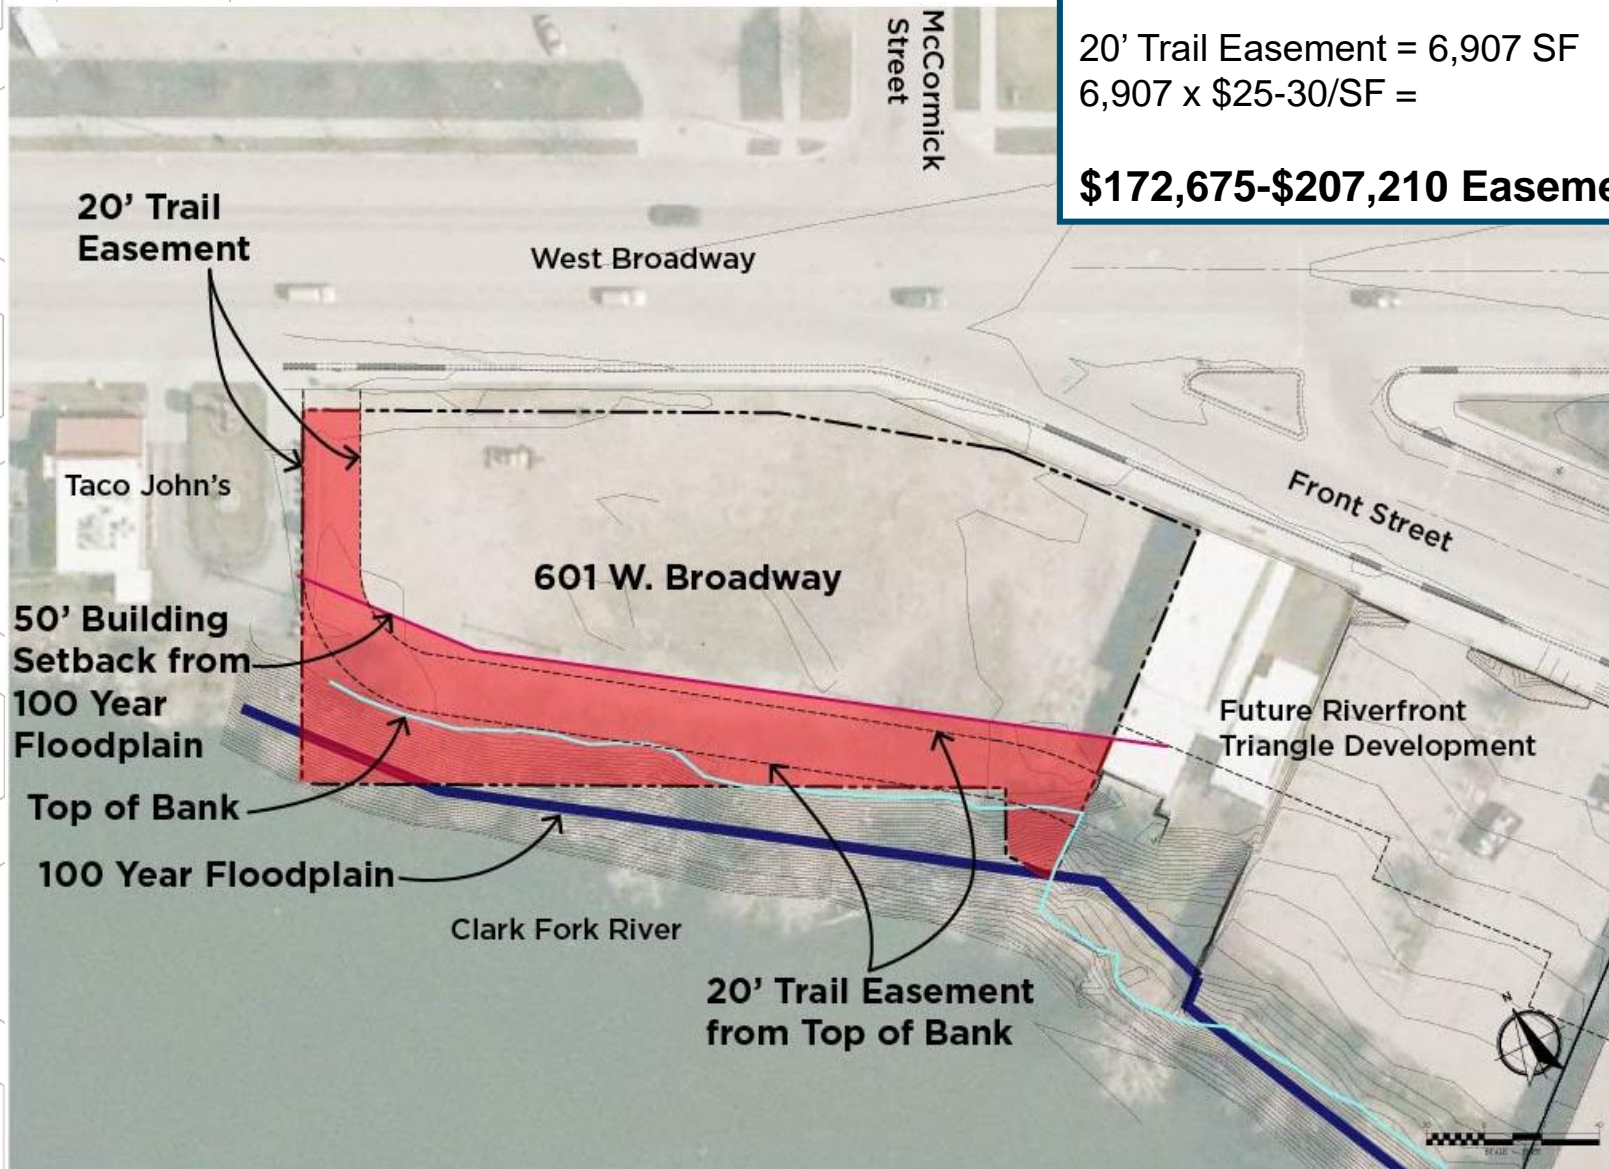 McCormick
Street
20’ Trail Easement = 6,907 SF
6,907 x $25-30/SF =
$172,675-$207,210 Easeme
20’ Trail
Easement
West Broadway
Taco John's
Front Street
601 W. Broadway
50’ Building
Setback from
100 Year
Floodplain
Future Riverfront
Triangle Development
Top of Bank
100 Year Floodplain
Clark Fork River
20’ Trail Easement
from Top of Bank
N